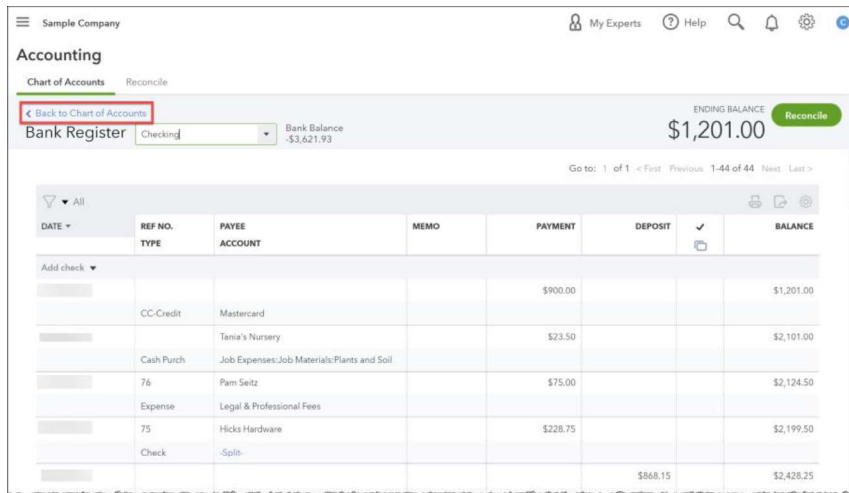 Sample Company My Experts ? Help C
Accounting
Chart of Accounts Reconcile
< Back to Chart of Accounts ENDING BALANCE
Bank Register Checking Bank Balance $1,201.00 Reconcile
-$3,621.93
Go to: 1 of 1 < First Previous 1-44 of 44 Next Last >
All
DATE REF NO. PAYEE MEMO PAYMENT DEPOSIT ✓ BALANCE
TYPE ACCOUNT
Add check
$900.00 $1,201.00
CC-Credit Mastercard
Tania's Nursery $23.50 $2,101.00
Cash Purch Job Expenses:Job Materials:Plants and Soil
76 Pam Seitz $75.00 $2,124.50
Expense Legal & Professional Fees
75 Hicks Hardware $228.75 $2,199.50
Check -Split-
$868.15 $2,428.25